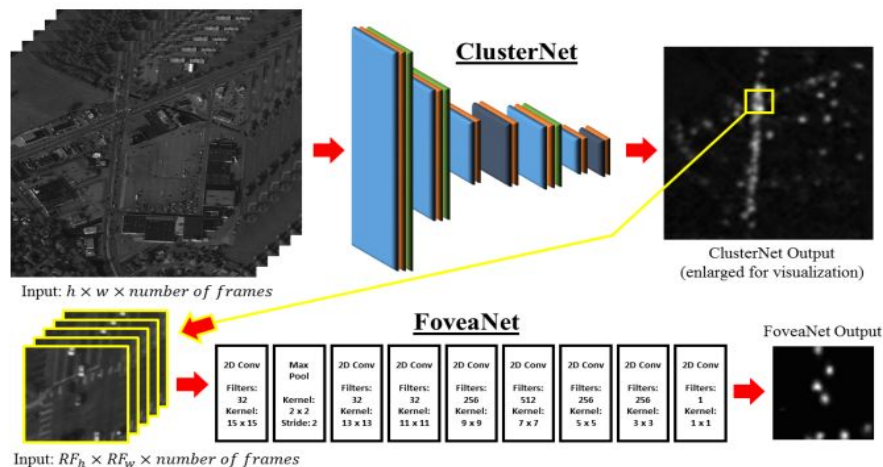 ClusterNet
ClusterNet Output
(enlarged for visualization)
Input: h × w × number of frames
FoveaNet
FoveaNet Output
2D Conv
Filters:
32
Kernel:
15 x 15
Max
Pool
Kernel:
2 x 2
Stride: 2
2D Conv
Filters:
32
Kernel:
13 x 13
2D Conv
Filters:
32
Kernel:
11 x 11
2D Conv
Filters:
256
Kernel:
9 x 9
2D Conv
Filters:
512
Kernel:
7 x 7
2D Conv
Filters:
256
Kernel:
5 x 5
2D Conv
Filters:
256
Kernel:
3 x 3
2D Conv
Filters:
1
Kernel:
1 x 1
Input: RF_h × RF_w × number of frames